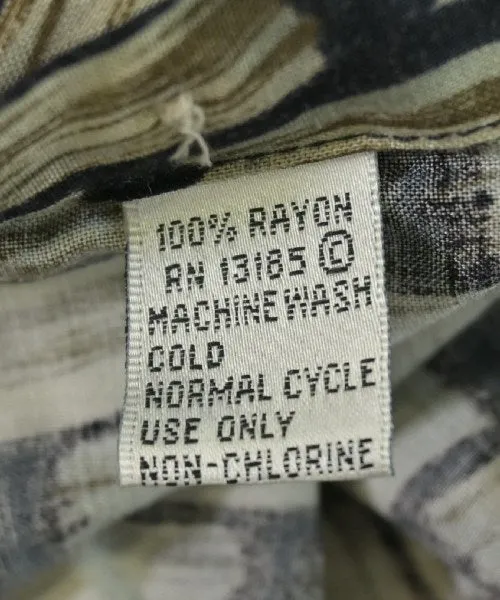 100% RAYON
RN 13185 ©
MACHINE WASH
COLD
NORMAL CYCLE
USE ONLY
NON-CHLORINE